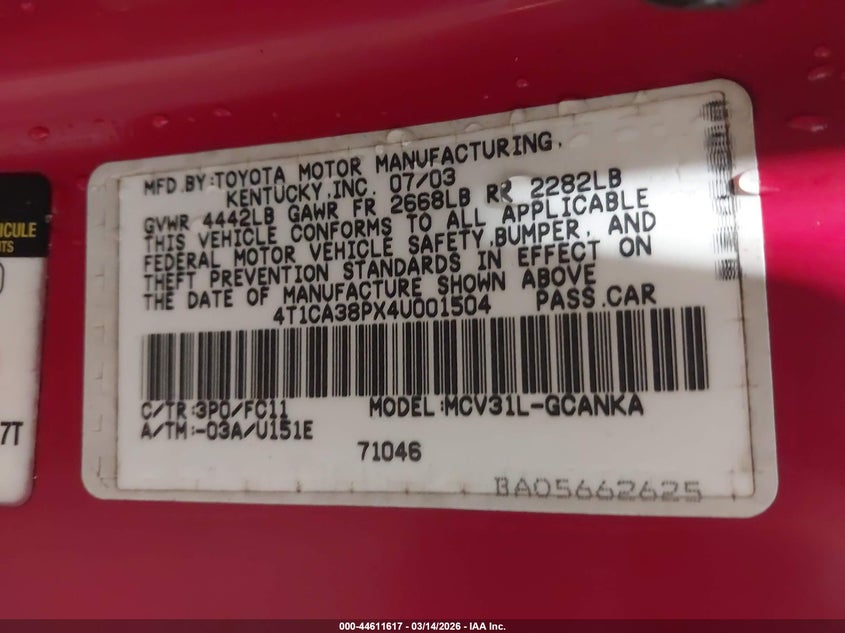 MFD.BY:TOYOTA MOTOR MANUFACTURING,
KENTUCKY,INC. 07/03
GVWR 4442LB GAWR FR 2668LB RR 2282LB
THIS VEHICLE CONFORMS TO ALL APPLICABLE
FEDERAL MOTOR VEHICLE SAFETY,BUMPER, AND
THEFT PREVENTION STANDARDS IN EFFECT ON
THE DATE OF MANUFACTURE SHOWN ABOVE
4T1CA38PX4U001504 PASS.CAR
C/TR:3P0/FC11 MODEL:MCV31L-GCANKA
A/TM:-03A/U151E
71046
BA05662625
7T
000-44611617 - 03/14/2026 - IAA Inc.